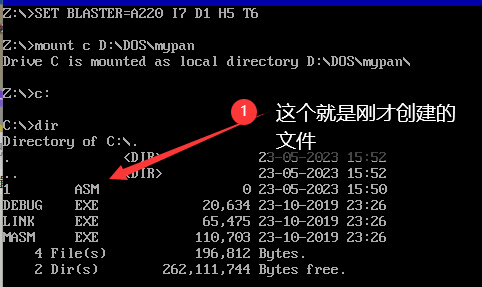 Z:\>SET BLASTER=A220 I7 D1 H5 T6
Z:\>mount c D:\DOS\mypan
Drive C is mounted as local directory D:\DOS\mypan\
Z:\>c:
1
这个就是刚才创建的
文件
C:\>dir
Directory of C:\.
. <DIR> 23-05-2023 15:52
.. <DIR> 23-05-2023 15:52
1 ASM 0 23-05-2023 15:50
DEBUG EXE 20,634 23-10-2019 23:26
LINK EXE 65,475 23-10-2019 23:26
MASM EXE 110,703 23-10-2019 23:26
4 File(s) 196,812 Bytes.
2 Dir(s) 262,111,744 Bytes free.